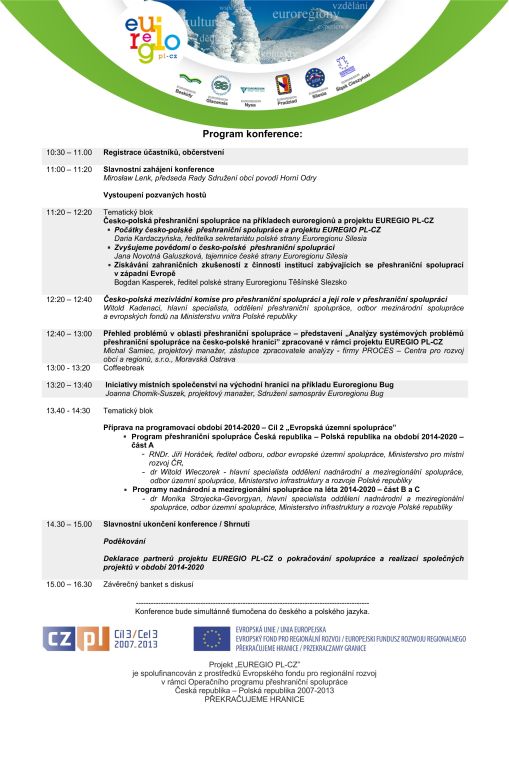 vzdělání
kultura
euroregiony
experience
eu
re
gio
pl-cz
Beskidy
Glacensis
Nysa
Praděd
Silesia
Śląsk Cieszyński
Program konference:
10:30 – 11.00 Registrace účastníků, občerstvení
11:00 – 11:20 Slavnostní zahájení konference
Miroslaw Lenk, předseda Rady Sdružení obcí povodí Horní Odry
Vystoupení pozvaných hostů
11:20 – 12:20 Tematický blok
Česko-polská přeshraniční spolupráce na příkladech euroregionů a projektu EUREGIO PL-CZ
▪ Počátky česko-polské přeshraniční spolupráce a projektu EUREGIO PL-CZ
Daria Kardaczyńska, ředitelka sekretariátu polské strany Euroregionu Silesia
▪ Zvyšujeme povědomí o česko-polské přeshraniční spolupráci
Jana Novotná Galuszková, tajemnice české strany Euroregionu Silesia
▪ Získávání zahraničních zkušeností z činnosti institucí zabývajících se přeshraniční spoluprací
v západní Evropě
Bogdan Kasperek, ředitel polské strany Euroregionu Těšínské Slezsko
12:20 – 12:40 Česko-polská mezivládní komise pro přeshraniční spolupráci a její role v přeshraniční spolupráci
Witold Kadenaci, hlavní specialista, oddělení přeshraniční spolupráce, odbor mezinárodní spolupráce
a evropských fondů na Ministerstvu vnitra Polské republiky
12:40 – 13:00 Přehled problémů v oblasti přeshraniční spolupráce – představení „Analýzy systémových problémů
přeshraniční spolupráce na česko-polské hranici” zpracované v rámci projektu EUREGIO PL-CZ
Michal Samiec, projektový manažer, zástupce zpracovatele analýzy - firmy PROCES – Centra pro rozvoj
obcí a regionů, s.r.o., Moravská Ostrava
13:00 - 13:20 Coffeebreak
13:20 – 13:40 Iniciativy místních společenství na východní hranici na příkladu Euroregionu Bug
Joanna Chomik-Suszek, projektový manažer, Sdružení samospráv Euroregionu Bug
13.40 - 14:30 Tematický blok
Příprava na programovací období 2014-2020 – Cíl 2 „Evropská územní spolupráce”
▪ Program přeshraniční spolupráce Česká republika – Polská republika na období 2014-2020 –
část A
- RNDr. Jiří Horáček, ředitel odboru, odbor evropské územní spolupráce, Ministerstvo pro místní
rozvoj ČR,
- dr Witold Wieczorek - hlavní specialista oddělení nadnárodní a meziregionální spolupráce,
odbor územní spolupráce, Ministerstvo infrastruktury a rozvoje Polské republiky
▪ Programy nadnárodní a meziregionální spolupráce na léta 2014-2020 – část B a C
- dr Monika Strojecka-Gevorgyan, hlavní specialista oddělení nadnárodní a meziregionální
spolupráce, odbor územní spolupráce, Ministerstvo infrastruktury a rozvoje Polské republiky
14.30 – 15.00 Slavnostní ukončení konference / Shrnutí
Poděkování
Deklarace partnerů projektu EUREGIO PL-CZ o pokračování spolupráce a realizaci společných
projektů v období 2014-2020
15.00 – 16.30 Závěrečný banket s diskusí
Konference bude simultánně tlumočena do českého a polského jazyka.
cz pl Cíl 3 / Cel 3
2007-2013
EVROPSKÁ UNIE / UNIA EUROPEJSKA
EVROPSKÝ FOND PRO REGIONÁLNÍ ROZVOJ / EUROPEJSKI FUNDUSZ ROZWOJU REGIONALNEGO
PŘEKRAČUJEME HRANICE / PRZEKRACZAMY GRANICE
Projekt „EUREGIO PL-CZ”
je spolufinancován z prostředků Evropského fondu pro regionální rozvoj
v rámci Operačního programu přeshraniční spolupráce
Česká republika – Polská republika 2007-2013
PŘEKRAČUJEME HRANICE